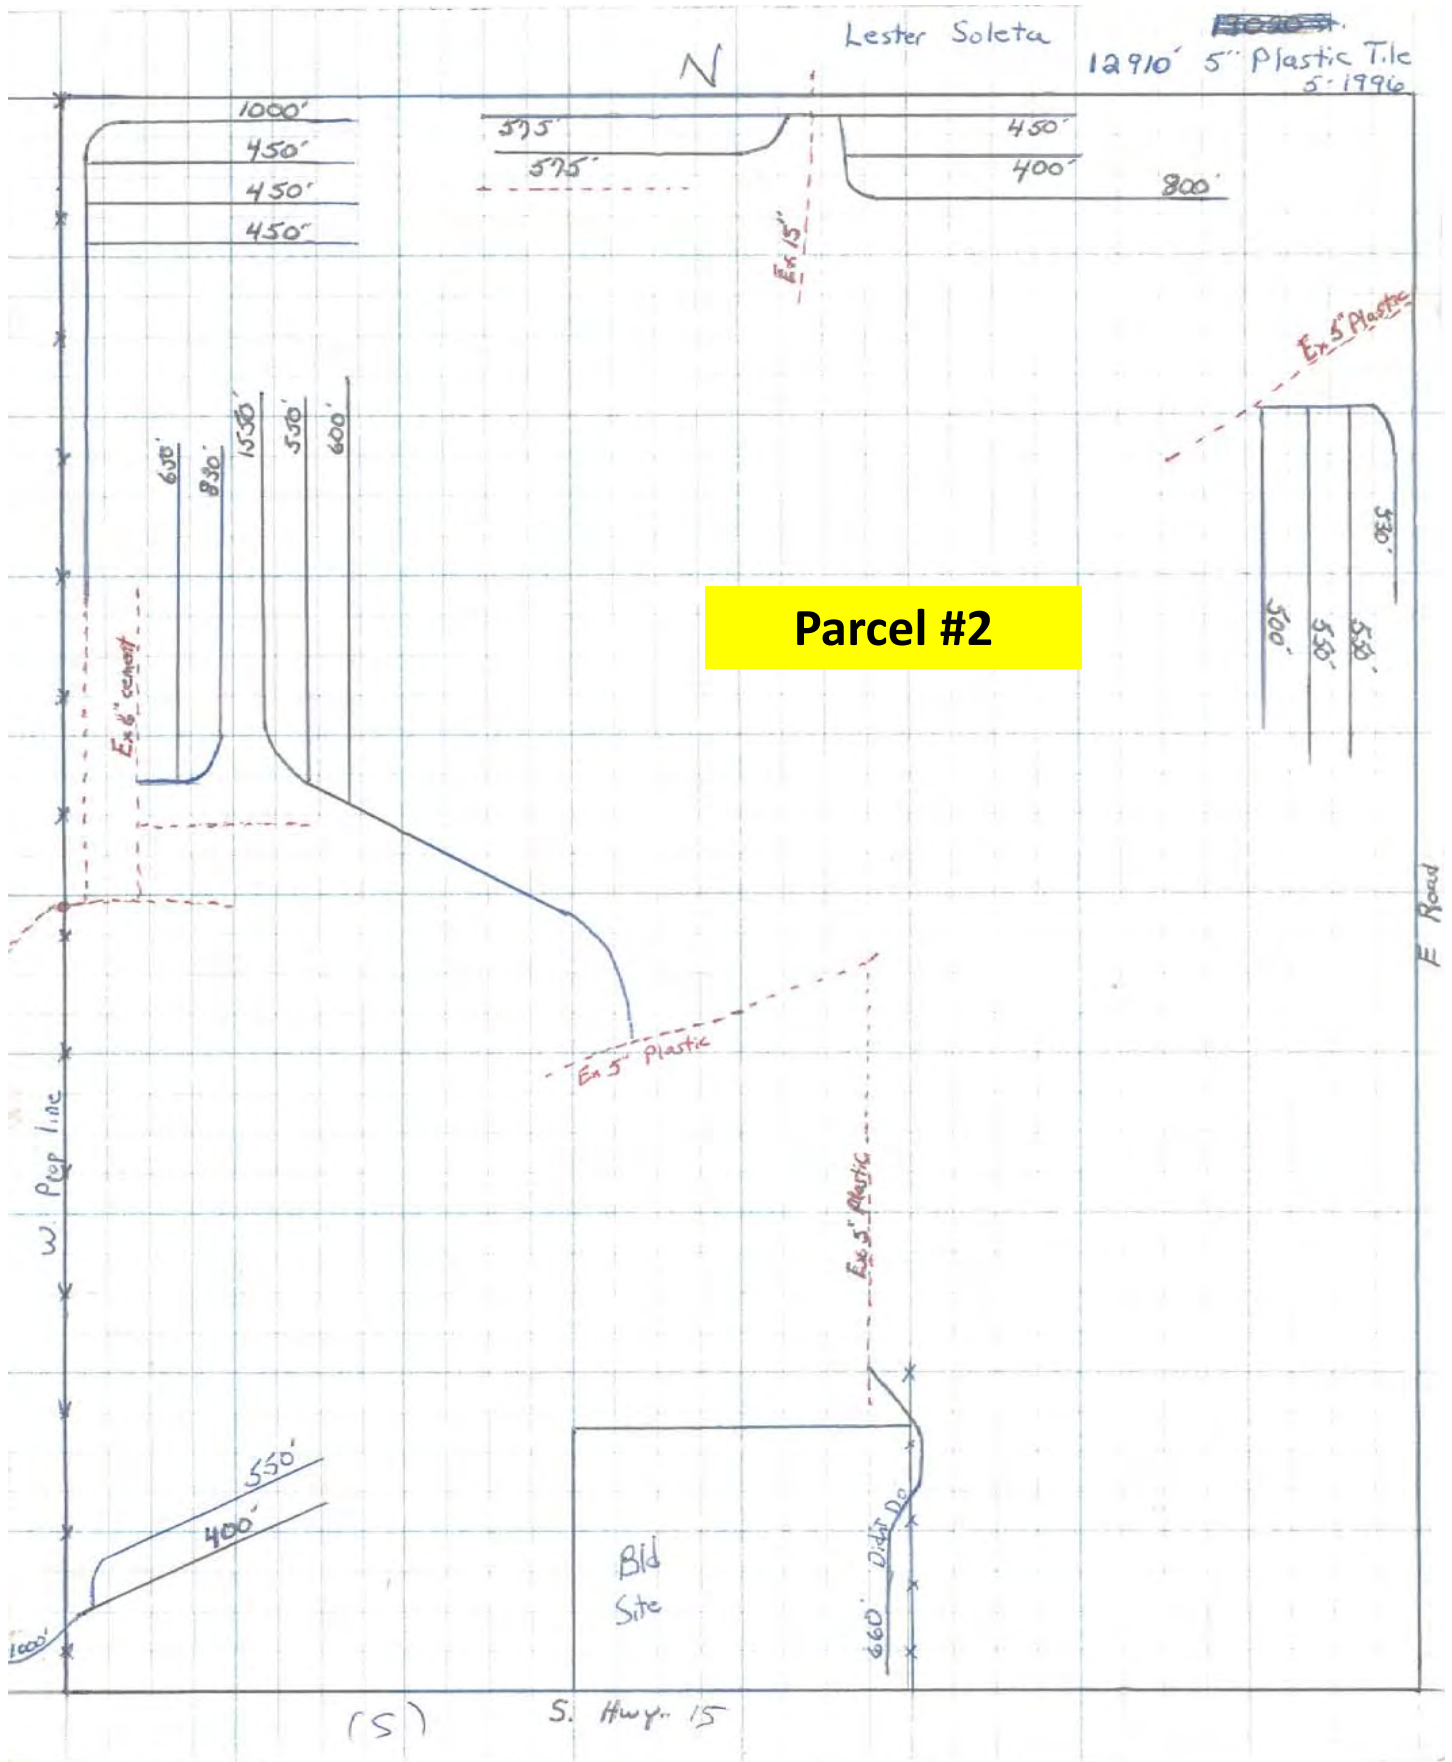 Lester Soleta
12910' 5" Plastic Tile
5-1996
N
1000'
450'
450'
450'
575'
575'
450'
400'
800'
Ex 15"
Ex 5" Plastic
650'
830'
1550'
550'
600'
530'
500'
550'
550'
Parcel #2
Ex 6" cement
E Road
Ex 5" Plastic
W. Prop line
Ex 5" Plastic
550'
400'
1000'
Bld
Site
660' Didn't Do
(S)
S. Hwy. 15